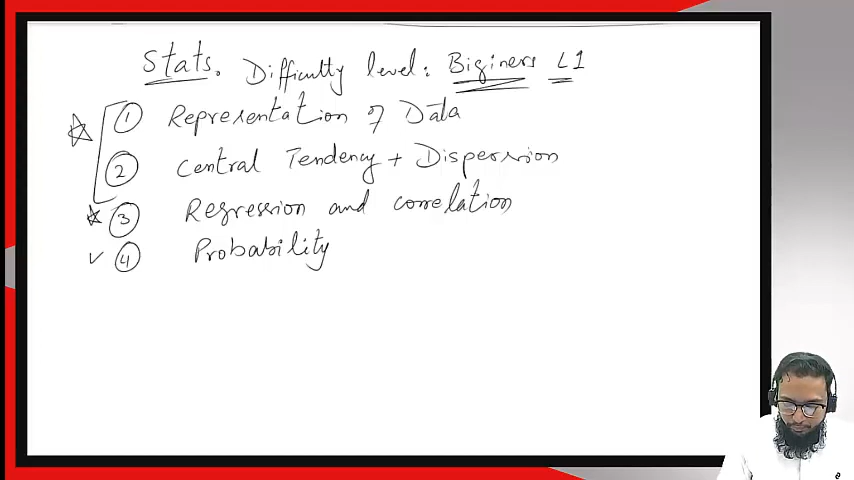 Stats. Difficulty level: Biginers L1
1 Representation of Data
2 Central Tendency + Dispersion
3 Regression and correlation
4 Probability